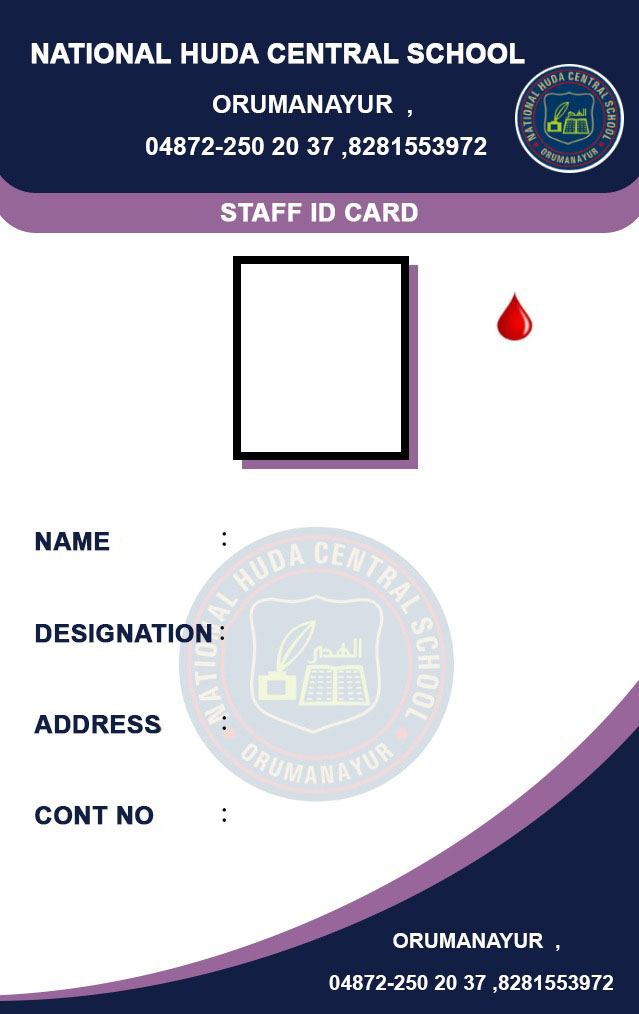 NATIONAL HUDA CENTRAL SCHOOL
ORUMANAYUR ,
04872-250 20 37 ,8281553972
NATIONAL HUDA CENTRAL SCHOOL
الهدى
ORUMANAYUR
STAFF ID CARD
NAME :
NATIONAL HUDA CENTRAL SCHOOL
DESIGNATION :
الهدى
ADDRESS :
ORUMANAYUR
CONT NO :
ORUMANAYUR ,
04872-250 20 37 ,8281553972